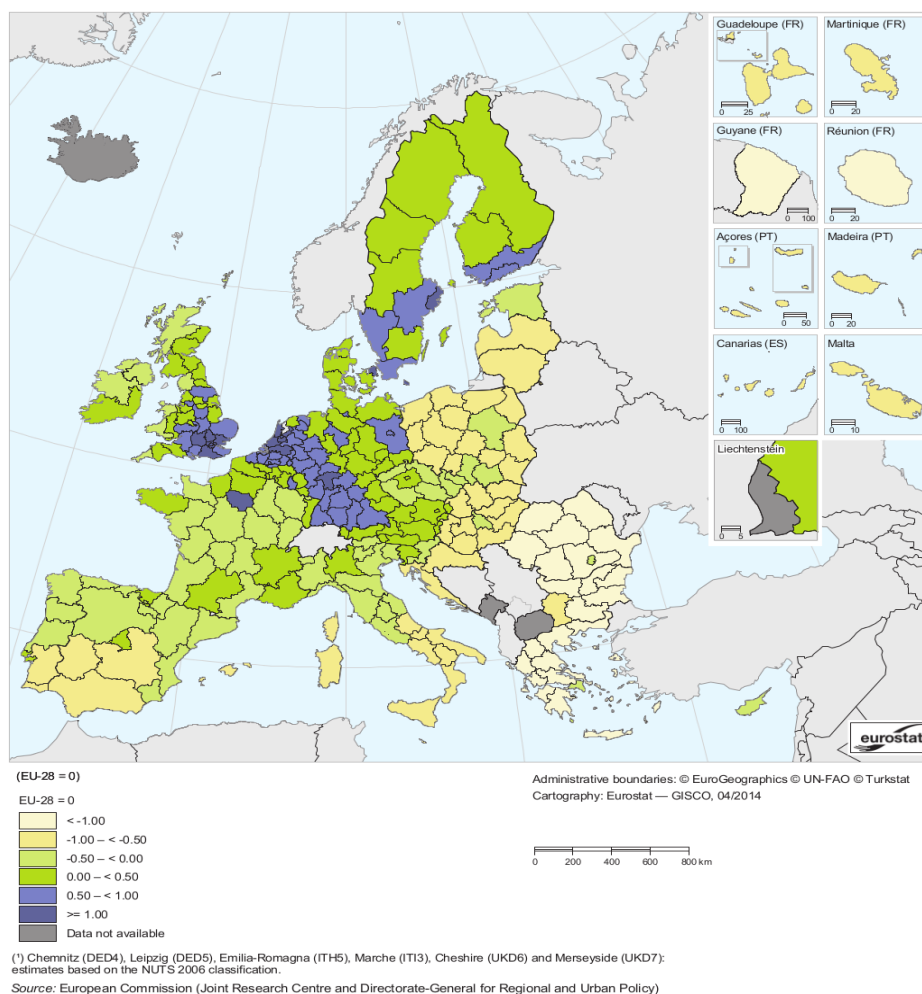 Guadeloupe (FR)
Martinique (FR)
0 25
0 20
Guyane (FR)
Réunion (FR)
0 100
0 20
Açores (PT)
Madeira (PT)
0 50
0 20
Canarias (ES)
Malta
0 100
0 10
Liechtenstein
0 5
eurostat
(EU-28 = 0)
EU-28 = 0
< -1.00
-1.00 – < -0.50
-0.50 – < 0.00
0.00 – < 0.50
0.50 – < 1.00
>= 1.00
Data not available
Administrative boundaries: © EuroGeographics © UN-FAO © Turkstat
Cartography: Eurostat — GISCO, 04/2014
0 200 400 600 800 km
(¹) Chemnitz (DED4), Leipzig (DED5), Emilia-Romagna (ITH5), Marche (ITI3), Cheshire (UKD6) and Merseyside (UKD7):
estimates based on the NUTS 2006 classification.
Source: European Commission (Joint Research Centre and Directorate-General for Regional and Urban Policy)